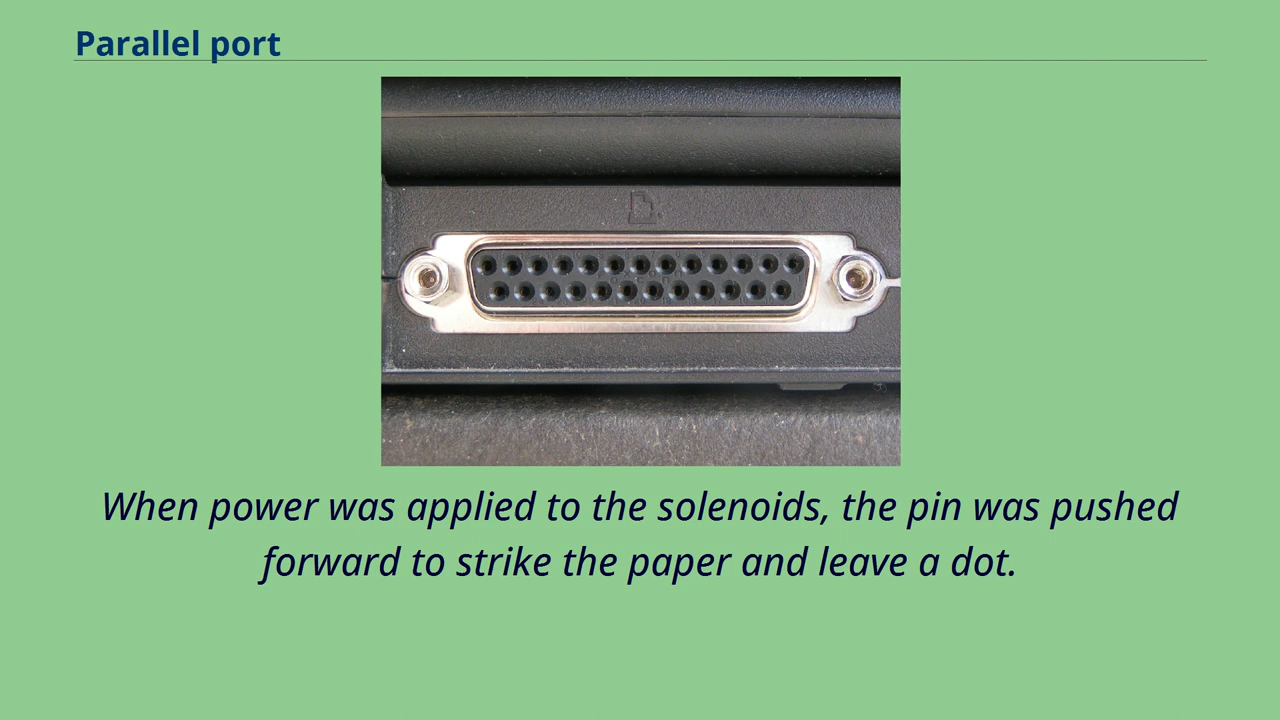 Parallel port
When power was applied to the solenoids, the pin was pushed
forward to strike the paper and leave a dot.